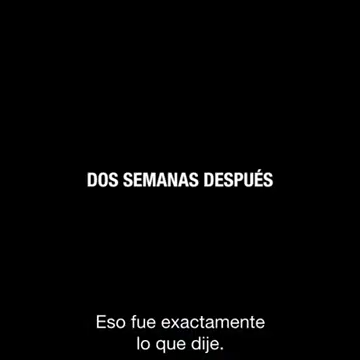 DOS SEMANAS DESPUÉS
Eso fue exactamente
lo que dije.